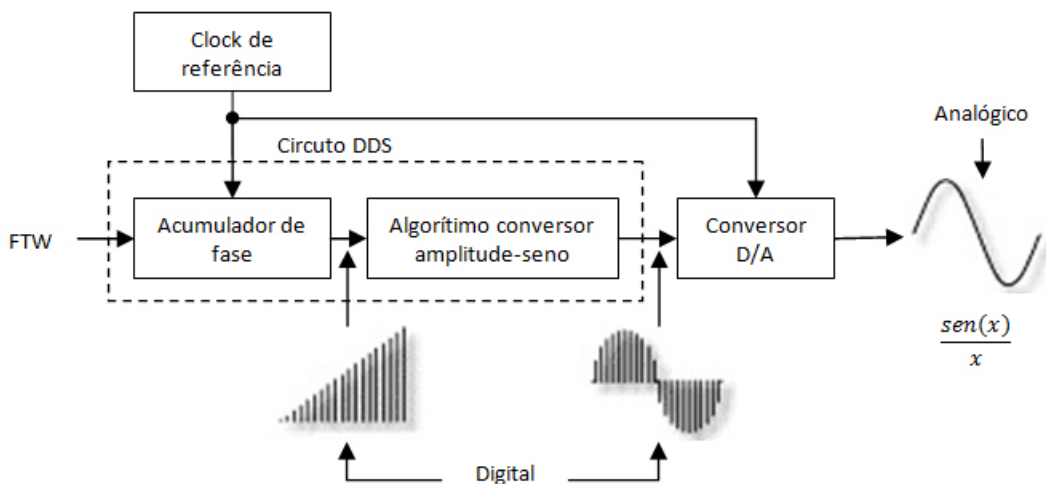 Clock de
referência
Analógico
Circuto DDS
FTW
Acumulador de
fase
Algorítimo conversor
amplitude-seno
Conversor
D/A
sen(x)
x
Digital